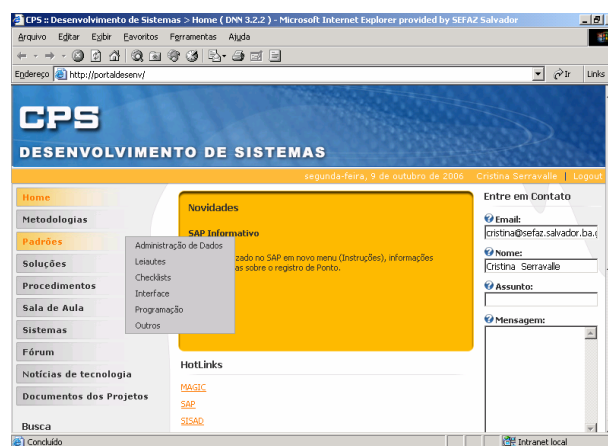 CPS :: Desenvolvimento de Sistemas > Home ( DNN 3.2.2 ) - Microsoft Internet Explorer provided by SEFAZ Salvador
Arquivo Editar Exibir Favoritos Ferramentas Ajuda
Endereço http://portaldesenv/ Ir Links
CPS
DESENVOLVIMENTO DE SISTEMAS
segunda-feira, 9 de outubro de 2006 Cristina Serravalle | Logout
Home
Metodologias
Padrões
Soluções
Procedimentos
Sala de Aula
Sistemas
Fórum
Notícias de tecnologia
Documentos dos Projetos
Busca
Administração de Dados
Leiautes
Checklists
Interface
Programação
Outros
Novidades
SAP Informativo
zado no SAP em novo menu (Instruções), informações
as sobre o registro de Ponto.
HotLinks
MAGIC
SAP
SISAD
Entre em Contato
Email:
cristina@sefaz.salvador.ba.g
Nome:
Cristina Serravalle
Assunto:
Mensagem:
Concluído Intranet local